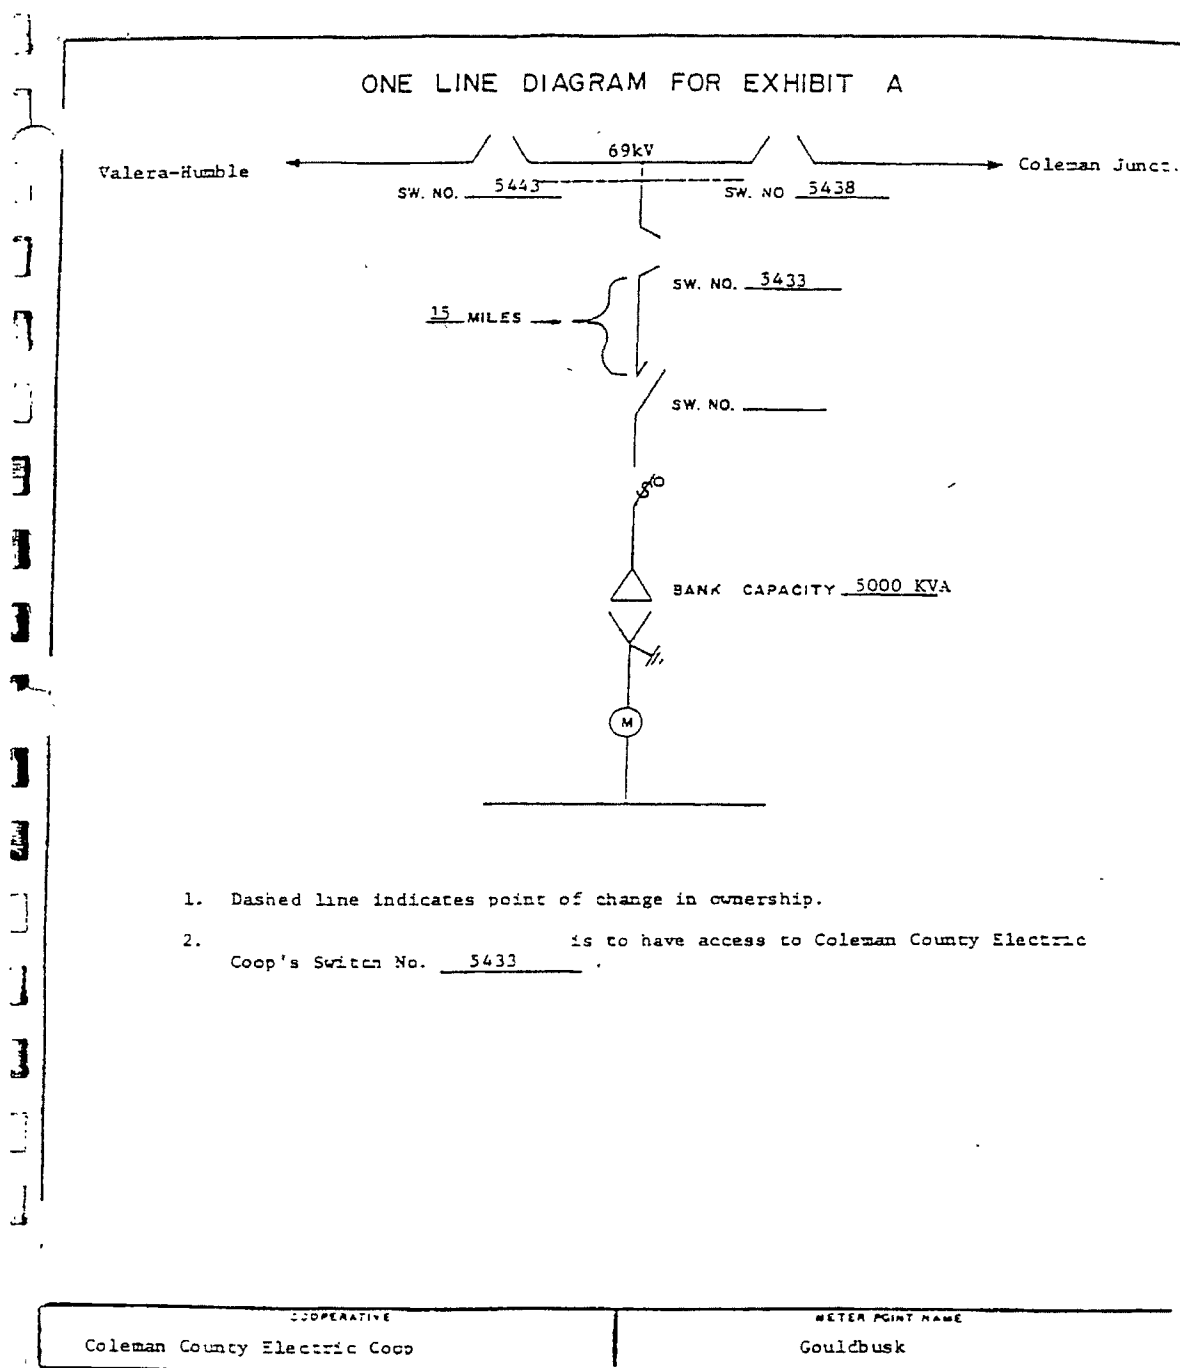 ONE LINE DIAGRAM FOR EXHIBIT A
69kV
Valera-Humble
Coleman Junct.
SW. NO. 5443
SW. NO 5438
SW. NO. 5433
15 MILES
SW. NO.
BANK CAPACITY 5000 KVA
M
1. Dashed line indicates point of change in ownership.
2. is to have access to Coleman County Electric
Coop's Switch No. 5433 .
COOPERATIVE
METER POINT NAME
Coleman County Electric Coop
Gouldbusk